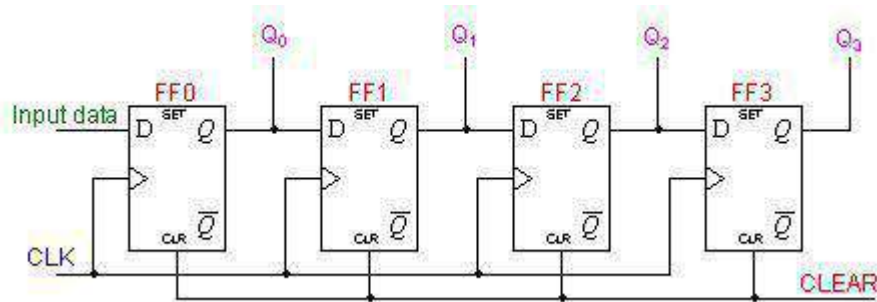 Q0 Q1 Q2 Q3
FF0 FF1 FF2 FF3
Input data
D SET Q D SET Q D SET Q D SET Q
CLR Q̅ CLR Q̅ CLR Q̅ CLR Q̅
CLK
CLEAR